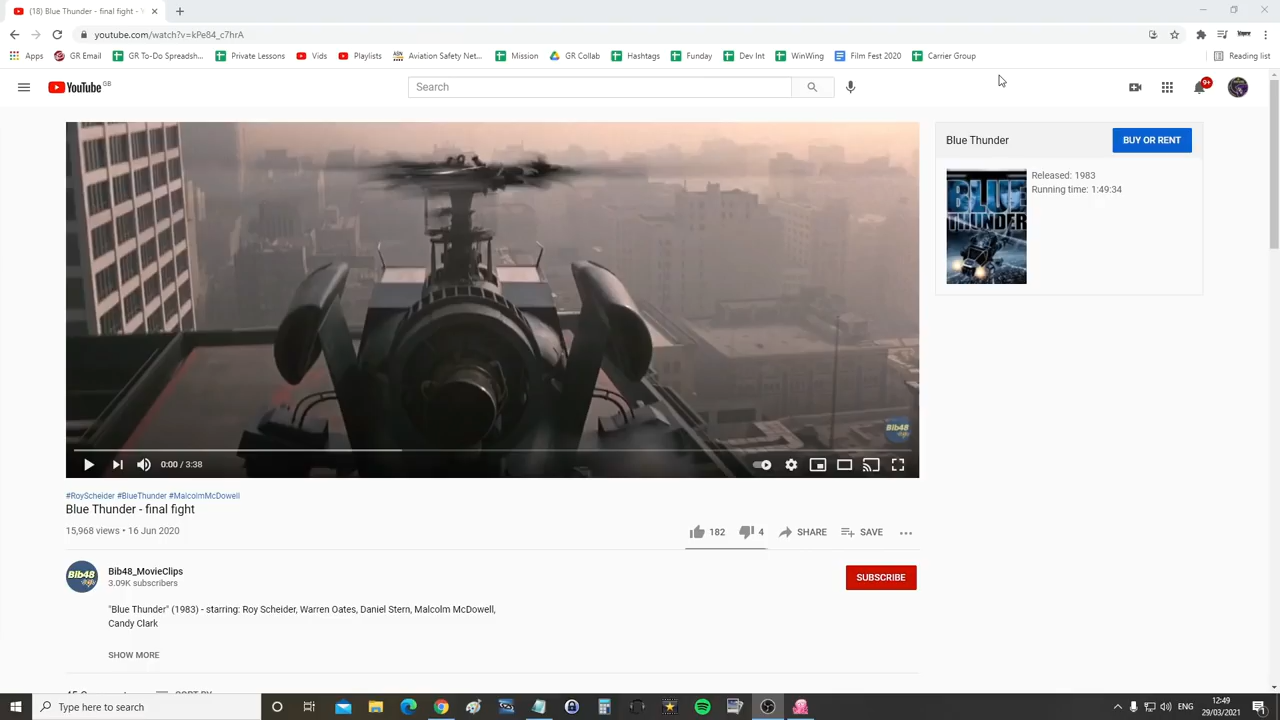 (18) Blue Thunder - final fight -
youtube.com/watch?v=kPe84_c7hrA
Apps GR Email GR To-Do Spreadsh... Private Lessons Vids Playlists Aviation Safety Net... Mission GR Collab Hashtags Funday Dev Int WinWing Film Fest 2020 Carrier Group Reading list
YouTube GB
Search
9+
Blue Thunder
BUY OR RENT
BLUE
THUNDER
Released: 1983
Running time: 1:49:34
Bib48
0:00 / 3:38
#RoyScheider #BlueThunder #MalcolmMcDowell
Blue Thunder - final fight
15,968 views • 16 Jun 2020
182 4 SHARE SAVE
Bib48
Bib48_MovieClips
3.09K subscribers
SUBSCRIBE
"Blue Thunder" (1983) - starring: Roy Scheider, Warren Oates, Daniel Stern, Malcolm McDowell,
Candy Clark
SHOW MORE
SORT BY
Type here to search
ENG
12:49
29/03/2021